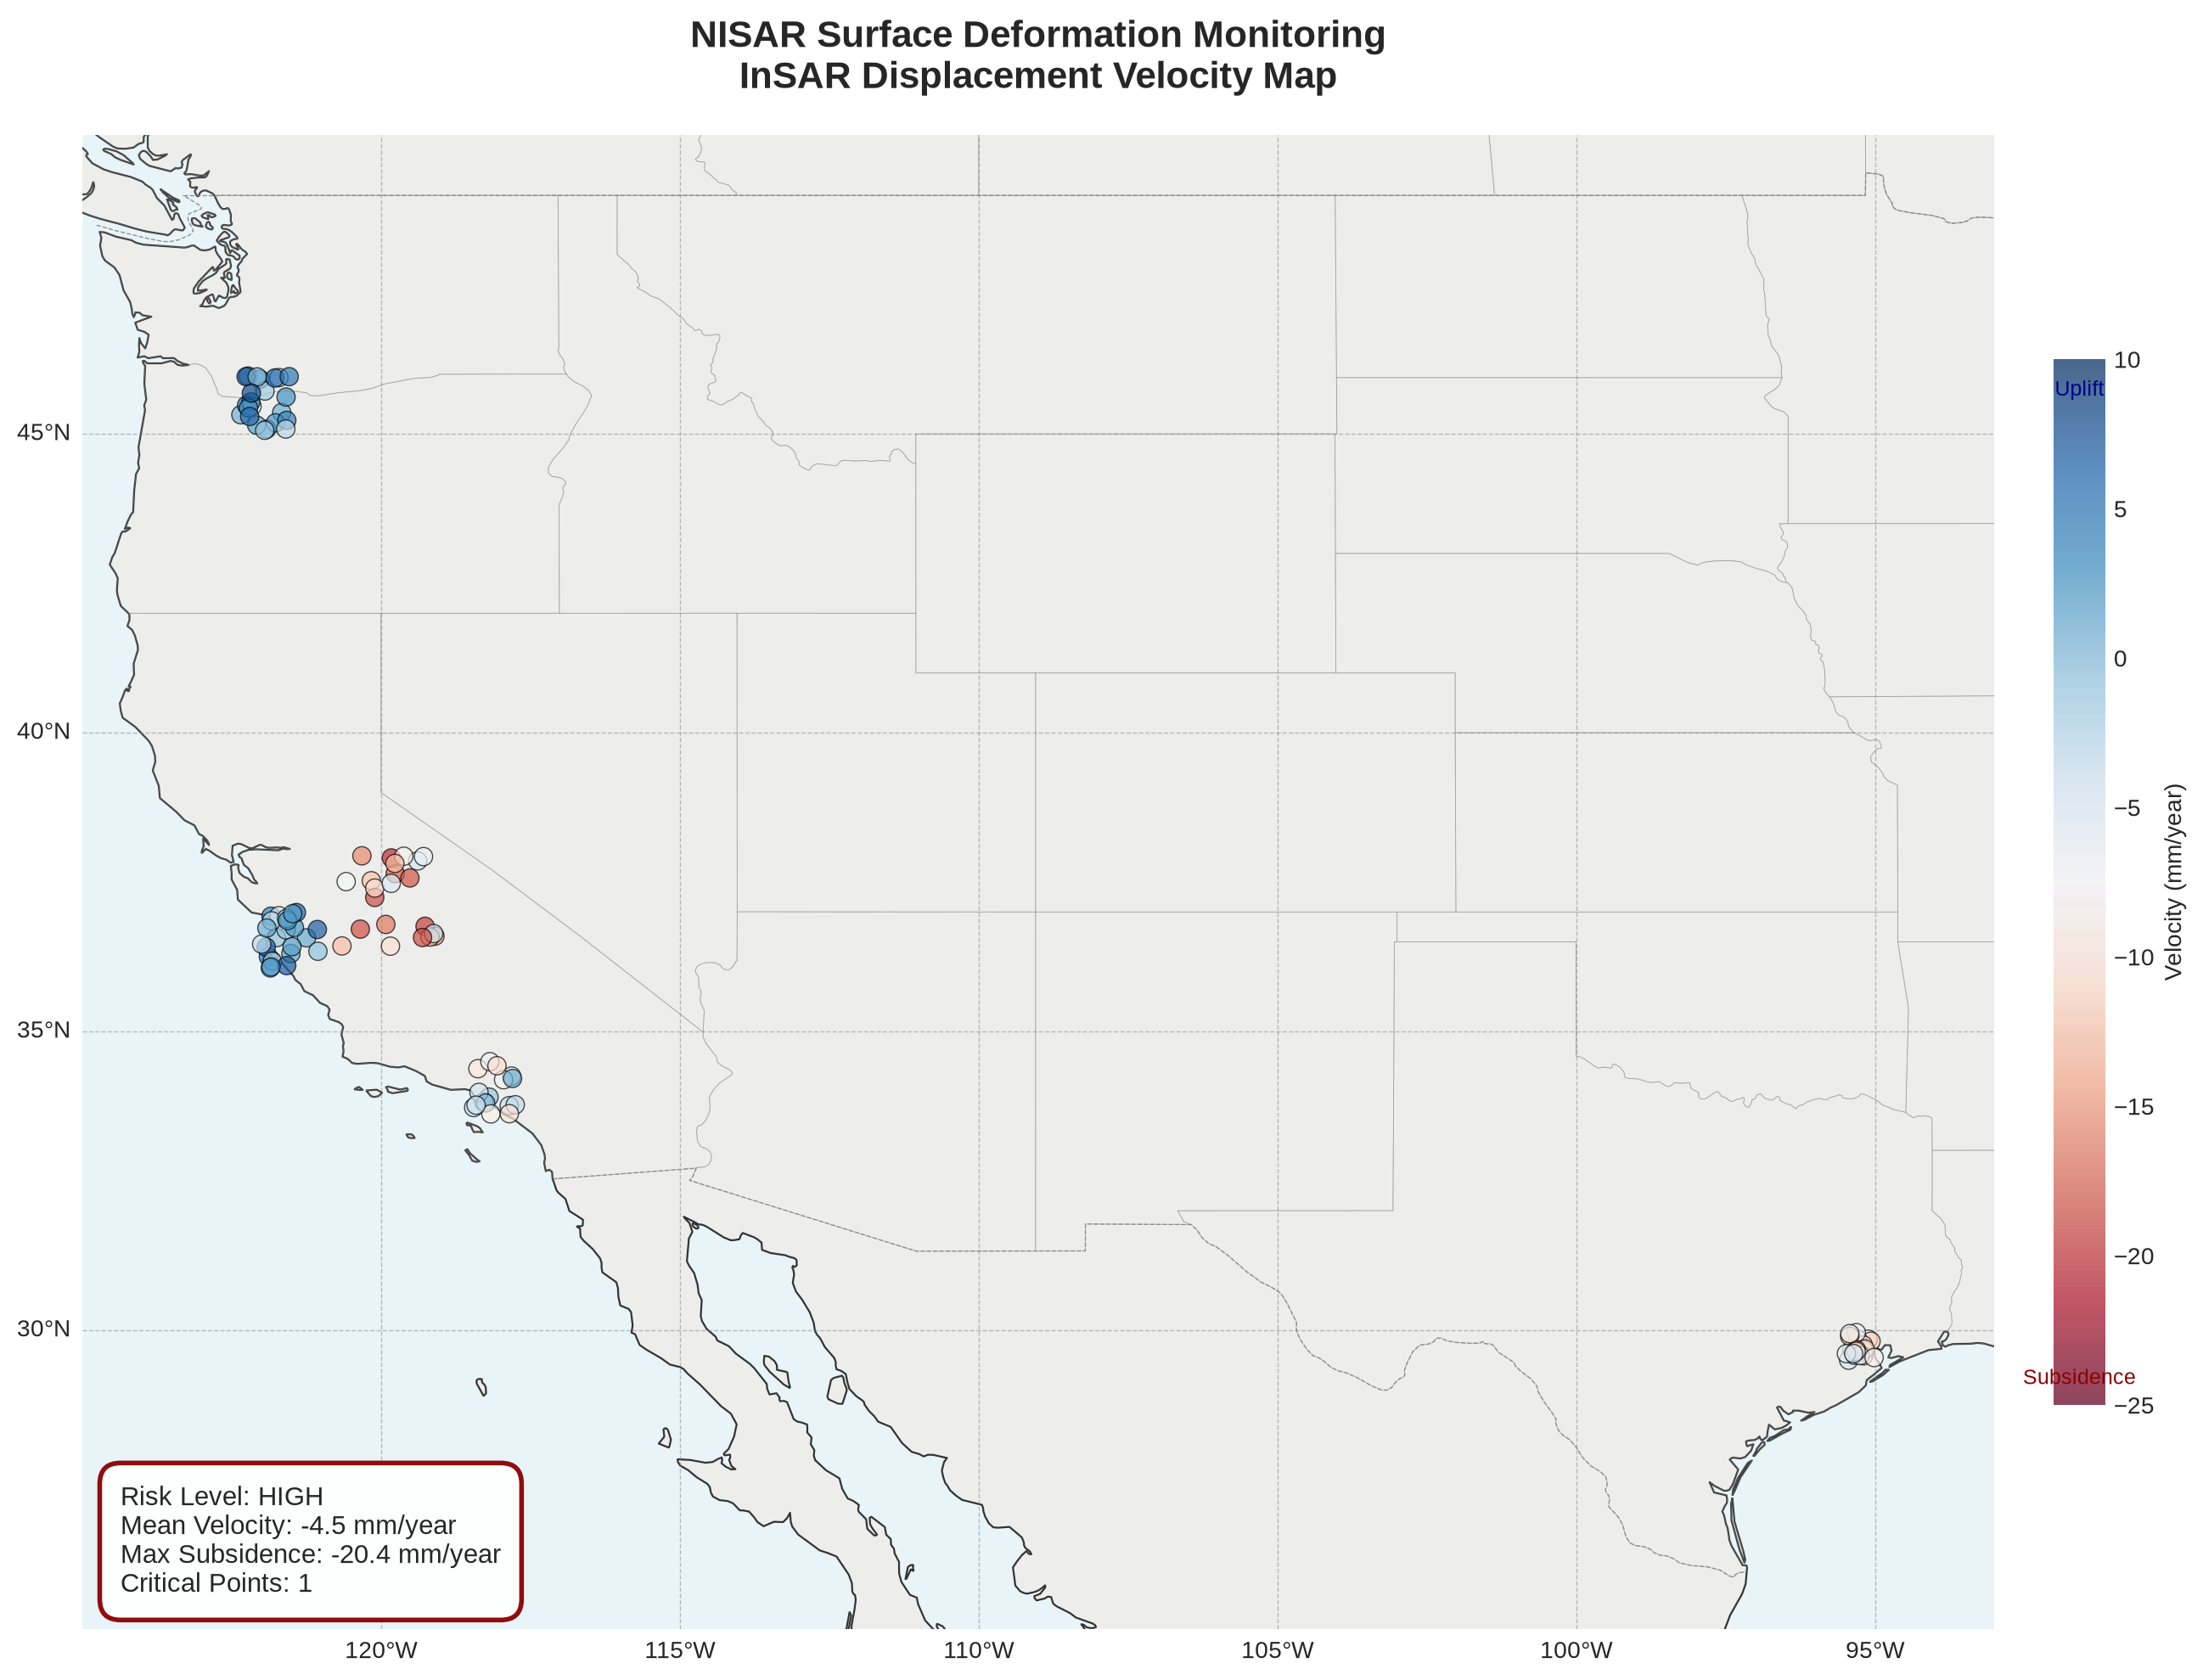 NISAR Surface Deformation Monitoring
InSAR Displacement Velocity Map
45°N
40°N
35°N
30°N
120°W
115°W
110°W
105°W
100°W
95°W
Risk Level: HIGH
Mean Velocity: -4.5 mm/year
Max Subsidence: -20.4 mm/year
Critical Points: 1
10
Uplift
5
0
−5
−10
−15
−20
Subsidence
−25
Velocity (mm/year)